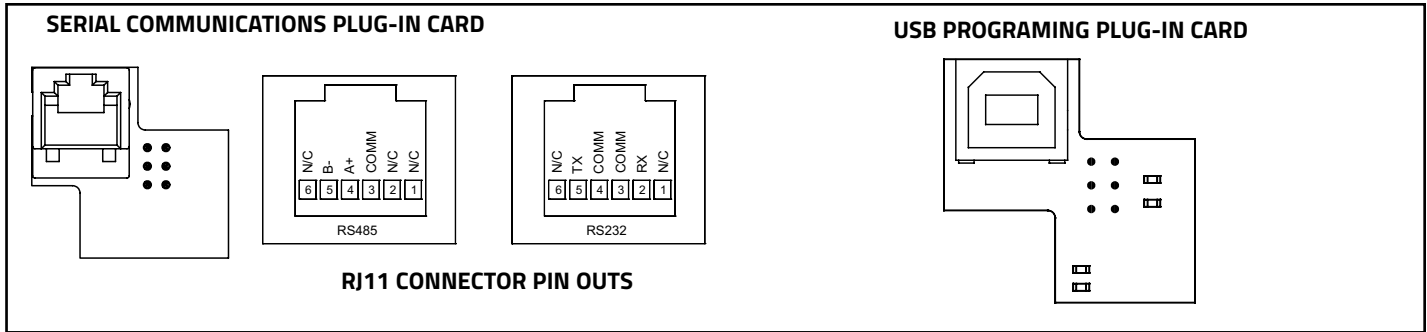 SERIAL COMMUNICATIONS PLUG-IN CARD
USB PROGRAMING PLUG-IN CARD
N/C
B-
A+
COMM
N/C
N/C
6 5 4 3 2 1
RS485
N/C
TX
COMM
COMM
RX
N/C
6 5 4 3 2 1
RS232
RJ11 CONNECTOR PIN OUTS